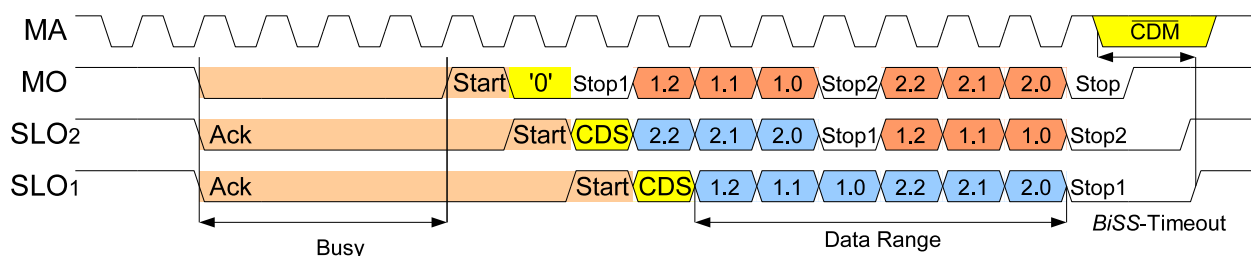 MA CDM
MO Start '0' Stop1 1.2 1.1 1.0 Stop2 2.2 2.1 2.0 Stop
SLO2 Ack Start CDS 2.2 2.1 2.0 Stop1 1.2 1.1 1.0 Stop2
SLO1 Ack Start CDS 1.2 1.1 1.0 2.2 2.1 2.0 Stop1
Busy Data Range BiSS-Timeout